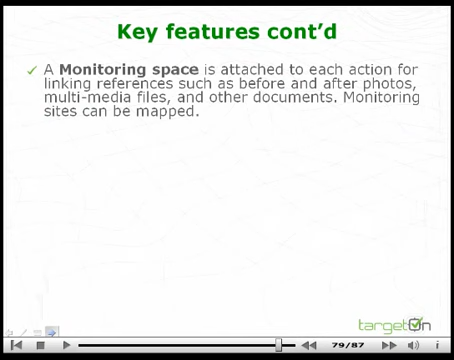 Key features cont'd
A Monitoring space is attached to each action for
linking references such as before and after photos,
multi-media files, and other documents. Monitoring
sites can be mapped.
targetOn
79/87